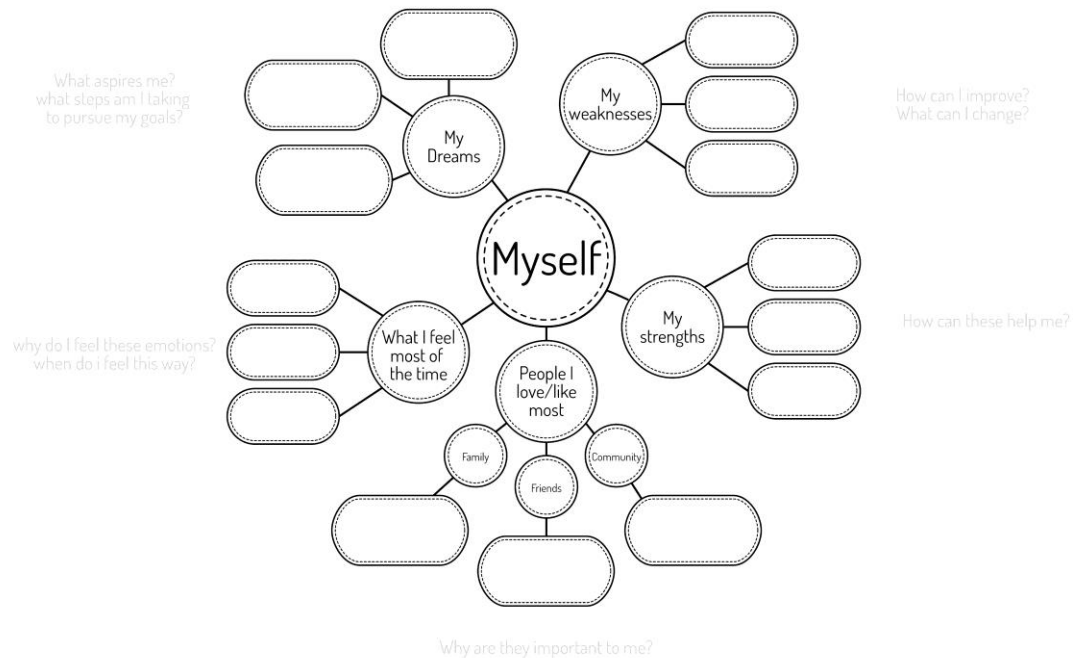 What aspires me?
what steps am I taking
to pursue my goals?
My
Dreams
My
weaknesses
How can I improve?
What can I change?
Myself
My
strengths
How can these help me?
why do I feel these emotions?
when do i feel this way?
What I feel
most of
the time
People I
love/like
most
Family
Friends
Community
Why are they important to me?